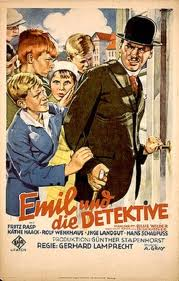 Emil und
die DETEKTIVE
FRITZ RASP
KÄTHE HAACK · ROLF WENKHAUS · INGE LANDGUT · HANS SCHAUFUSS
PRODUKTION GÜNTHER STAPENHORST
REGIE: GERHARD LAMPRECHT
UFA